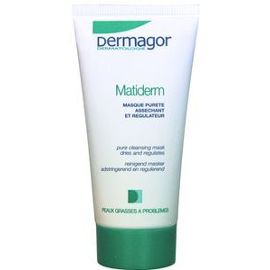 Dermagor
DERMATOLOGIE
Matiderm
MASQUE PURETE
ASSECHANT
ET REGULATEUR
pure cleansing mask
dries and regulates
reinigend masker
adstringerend en regulerend
PEAUX GRASSES A PROBLEMES